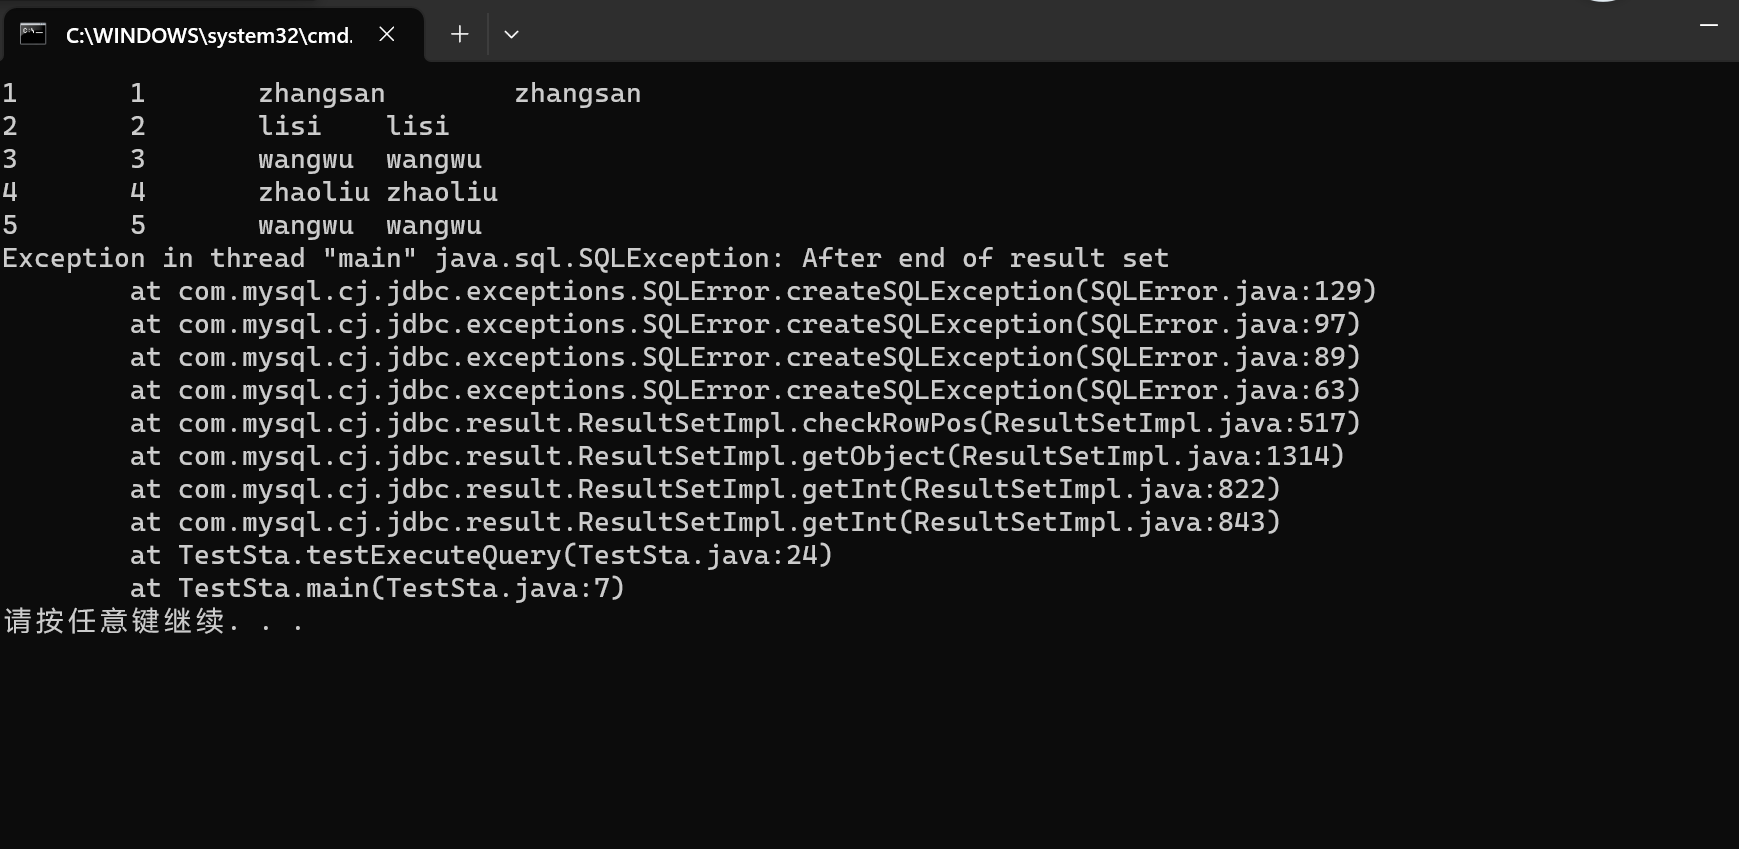 C:\WINDOWS\system32\cmd.
1 1 zhangsan zhangsan
2 2 lisi lisi
3 3 wangwu wangwu
4 4 zhaoliu zhaoliu
5 5 wangwu wangwu
Exception in thread "main" java.sql.SQLException: After end of result set
at com.mysql.cj.jdbc.exceptions.SQLError.createSQLException(SQLError.java:129)
at com.mysql.cj.jdbc.exceptions.SQLError.createSQLException(SQLError.java:97)
at com.mysql.cj.jdbc.exceptions.SQLError.createSQLException(SQLError.java:89)
at com.mysql.cj.jdbc.exceptions.SQLError.createSQLException(SQLError.java:63)
at com.mysql.cj.jdbc.result.ResultSetImpl.checkRowPos(ResultSetImpl.java:517)
at com.mysql.cj.jdbc.result.ResultSetImpl.getObject(ResultSetImpl.java:1314)
at com.mysql.cj.jdbc.result.ResultSetImpl.getInt(ResultSetImpl.java:822)
at com.mysql.cj.jdbc.result.ResultSetImpl.getInt(ResultSetImpl.java:843)
at TestSta.testExecuteQuery(TestSta.java:24)
at TestSta.main(TestSta.java:7)
请按任意键继续. . .